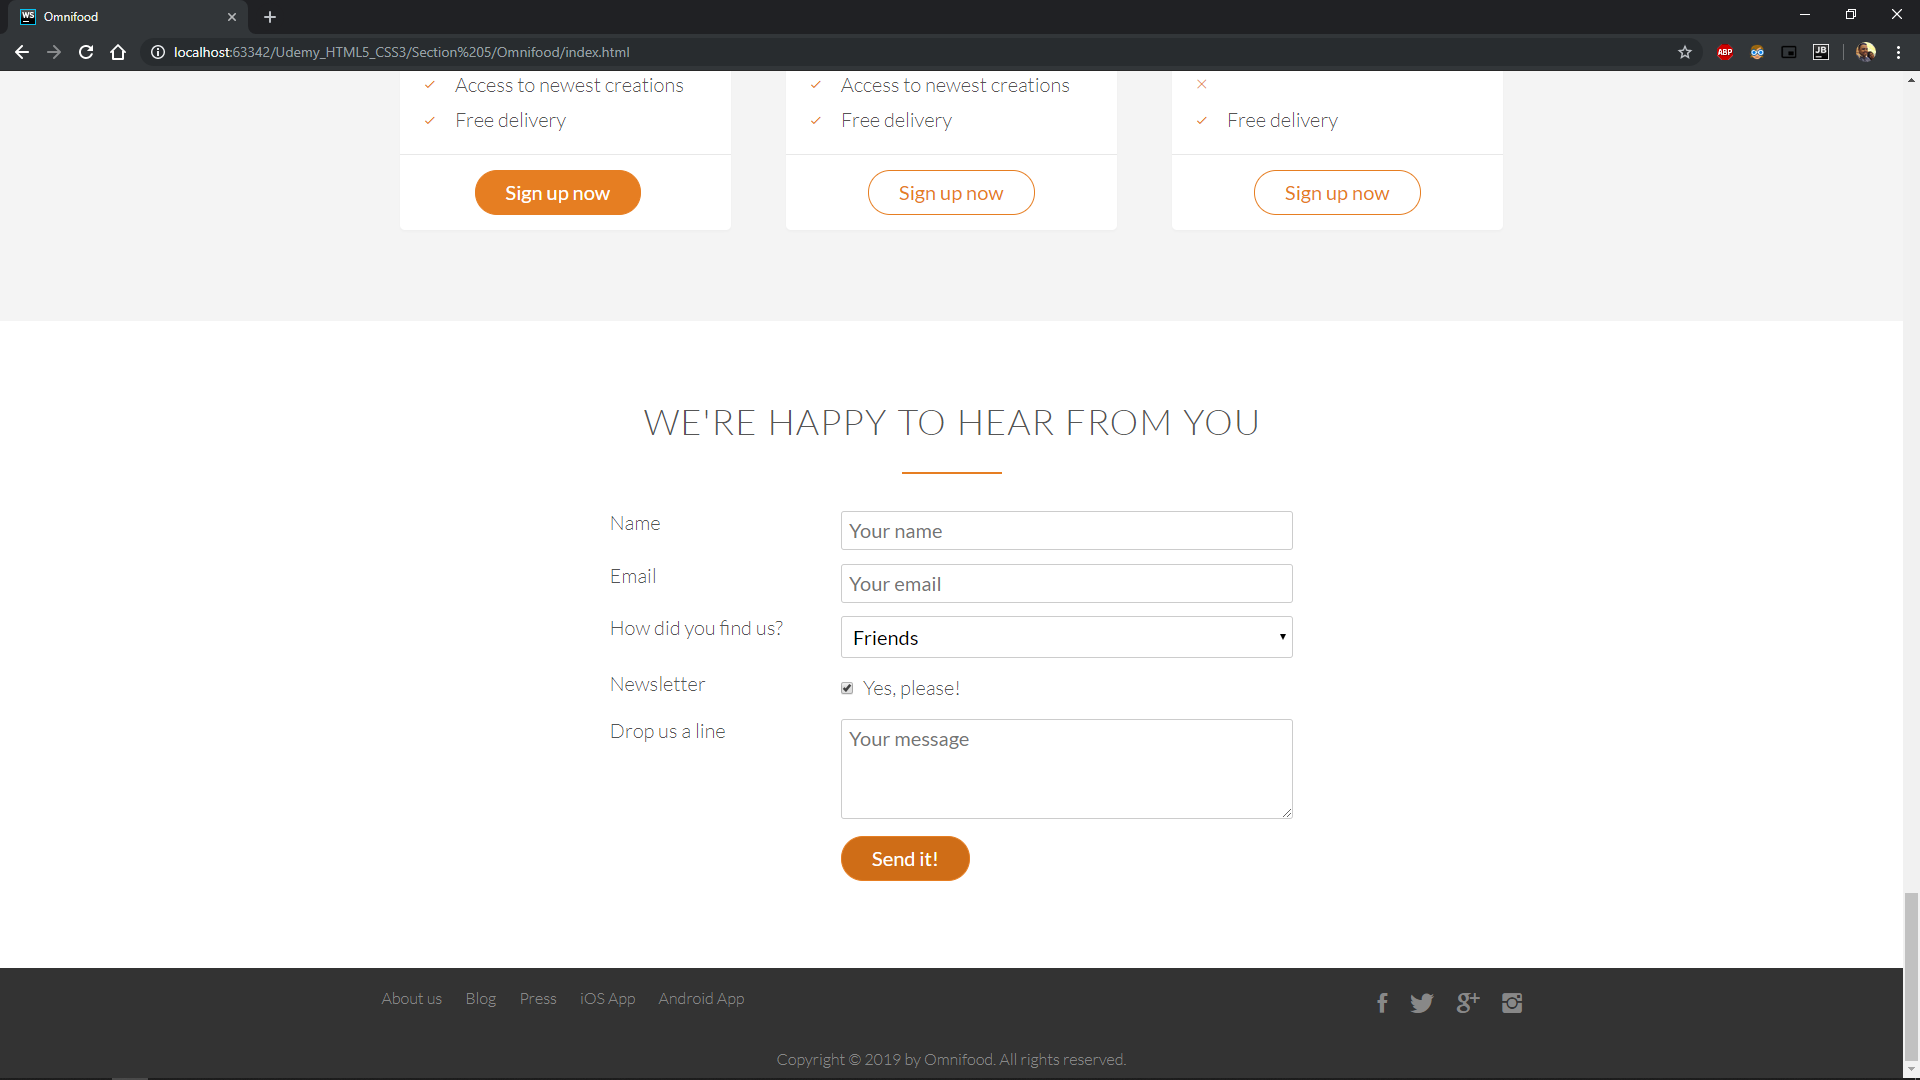 WS Omnifood
localhost:63342/Udemy_HTML5_CSS3/Section%205/Omnifood/index.html
ABP
JB
Access to newest creations
Free delivery
Sign up now
Access to newest creations
Free delivery
Sign up now
Free delivery
Sign up now
WE'RE HAPPY TO HEAR FROM YOU
Name
Your name
Email
Your email
How did you find us?
Friends
Newsletter
Yes, please!
Drop us a line
Your message
Send it!
About us Blog Press iOS App Android App
Copyright © 2019 by Omnifood. All rights reserved.